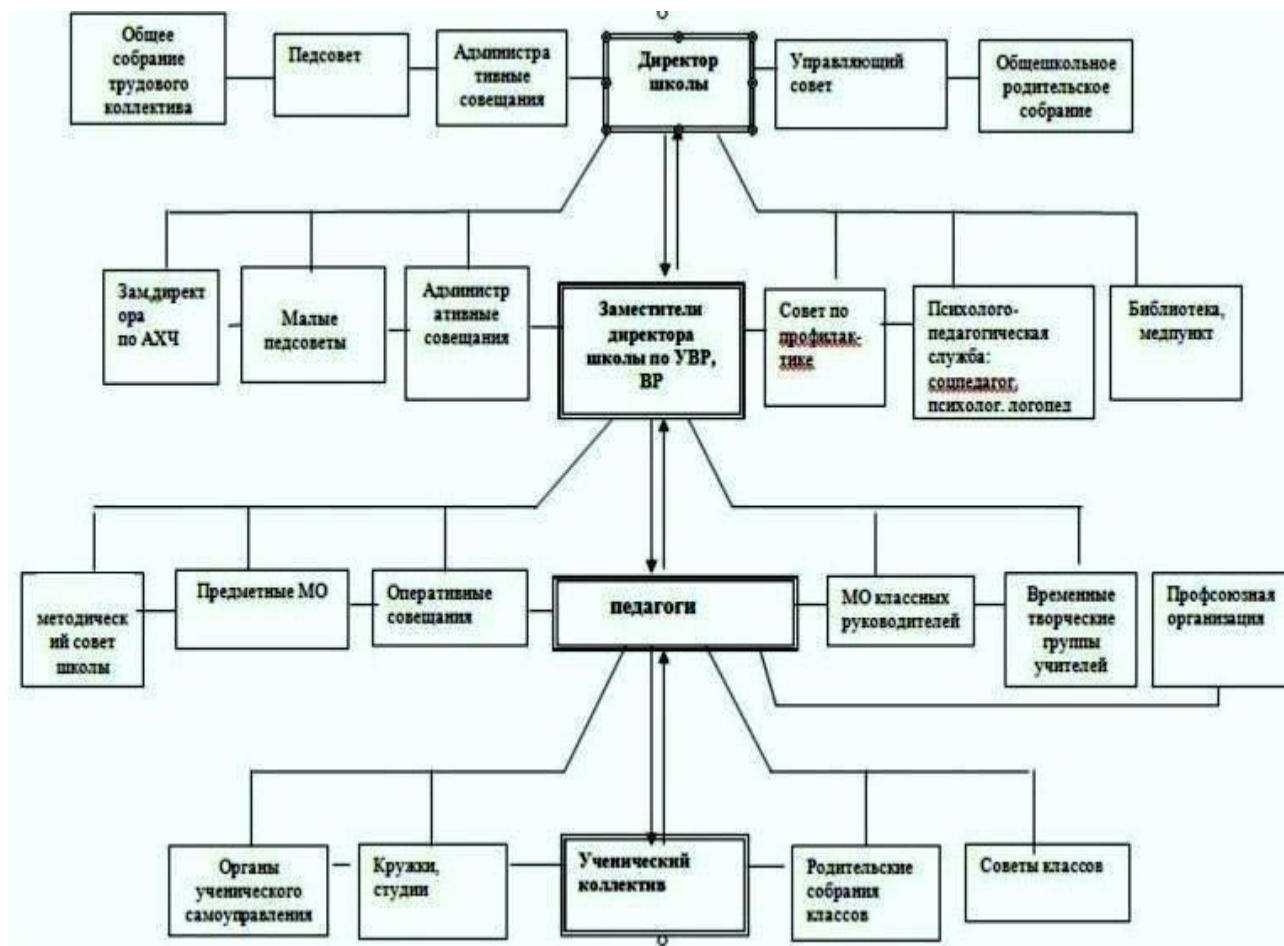 Общее
собрание
трудового
коллектива
Педсовет
Администра
тивные
совещания
Директор
школы
Управляющий
совет
Общешкольное
родительское
собрание
Зам,директ
ора
по АХЧ
Малые
педсоветы
Администр
ативные
совещания
Заместители
директора
школы по УВР,
ВР
Совет по
профилак-
тике
Психолого-
педагогическая
служба:
соцпедагог,
психолог. логопед
Библиотека,
медпункт
методическ
ий совет
школы
Предметные МО
Оперативные
совещания
педагоги
МО классных
руководителей
Временные
творческие
группы
учителей
Профсоюзная
организация
Органы
ученического
самоуправления
Кружки,
студии
Ученический
коллектив
Родительские
собрания
классов
Советы классов